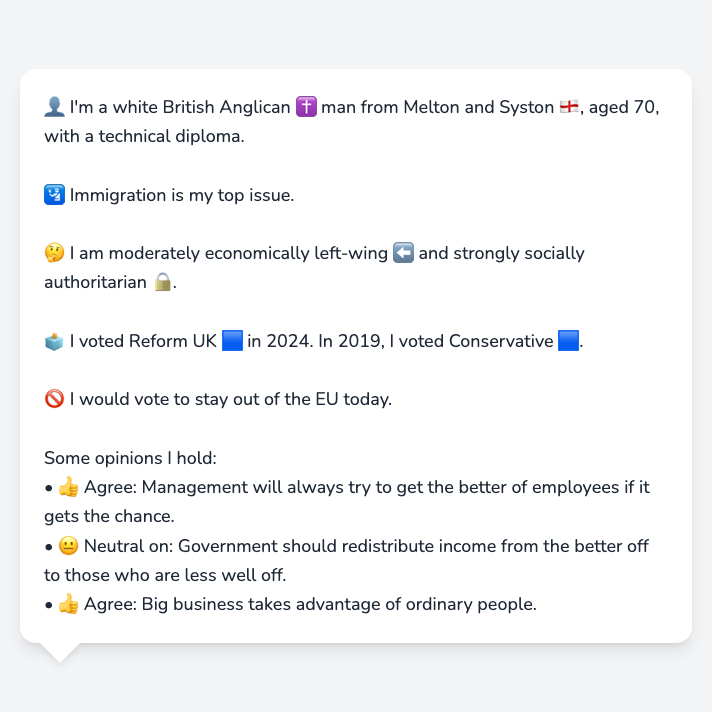 👤 I'm a white British Anglican ✝️ man from Melton and Syston 🏴󠁧󠁢󠁥󠁮󠁧󠁿, aged 70,
with a technical diploma.
🛂 Immigration is my top issue.
🤔 I am moderately economically left-wing ⬅️ and strongly socially
authoritarian 🔒.
🗳️ I voted Reform UK 🟦 in 2024. In 2019, I voted Conservative 🟦.
🚫 I would vote to stay out of the EU today.
Some opinions I hold:
• 👍 Agree: Management will always try to get the better of employees if it
gets the chance.
• 😐 Neutral on: Government should redistribute income from the better off
to those who are less well off.
• 👍 Agree: Big business takes advantage of ordinary people.